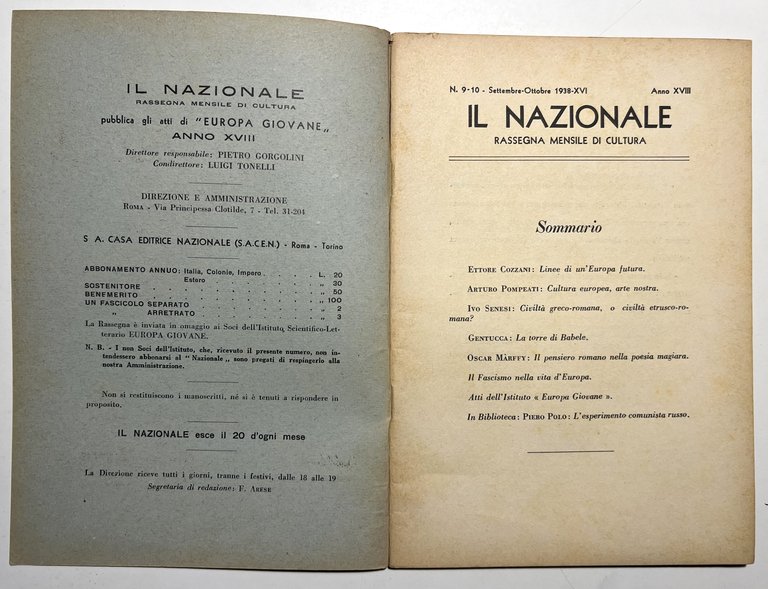 IL NAZIONALE
RASSEGNA MENSILE DI CULTURA
pubblica gli atti di "EUROPA GIOVANE„
ANNO XVIII
Direttore responsabile: PIETRO GORGOLINI
Condirettore: LUIGI TONELLI
DIREZIONE E AMMINISTRAZIONE
ROMA - Via Principessa Clotilde, 7 - Tel. 31-204
S A. CASA EDITRICE NAZIONALE (S.A.C.E.N.) - Roma - Torino
ABBONAMENTO ANNUO: Italia, Colonie, Impero . . . L. 20
Estero . . . . . „ 30
SOSTENITORE . . . . . . . . . „ 50
BENEMERITO . . . . . . . . . „ 100
UN FASCICOLO SEPARATO . . . . . . „ 2
„ ARRETRATO . . . . . . „ 3
La Rassegna è inviata in omaggio ai Soci dell'Istituto Scientifico-Let-
terario EUROPA GIOVANE.
N. B. - I non Soci dell'Istituto, che, ricevuto il presente numero, non in-
tendessero abbonarsi al "Nazionale„ sono pregati di respingerlo alla
nostra Amministrazione.
Non si restituiscono i manoscritti, né si è tenuti a rispondere in
proposito.
IL NAZIONALE esce il 20 d'ogni mese
La Direzione riceve tutti i giorni, tranne i festivi, dalle 18 alle 19
Segretaria di redazione: F. ARESE
N. 9-10 - Settembre-Ottobre 1938-XVI Anno XVIII
IL NAZIONALE
RASSEGNA MENSILE DI CULTURA
Sommario
ETTORE COZZANI: Linee di un'Europa futura.
ARTURO POMPEATI: Cultura europea, arte nostra.
IVO SENESI: Civiltà greco-romana, o civiltà etrusco-ro-
mana?
GENTUCCA: La torre di Babele.
OSCAR MÀRFFY: Il pensiero romano nella poesia magiara.
Il Fascismo nella vita d'Europa.
Atti dell'Istituto « Europa Giovane ».
In Biblioteca: PIERO POLO: L'esperimento comunista russo.